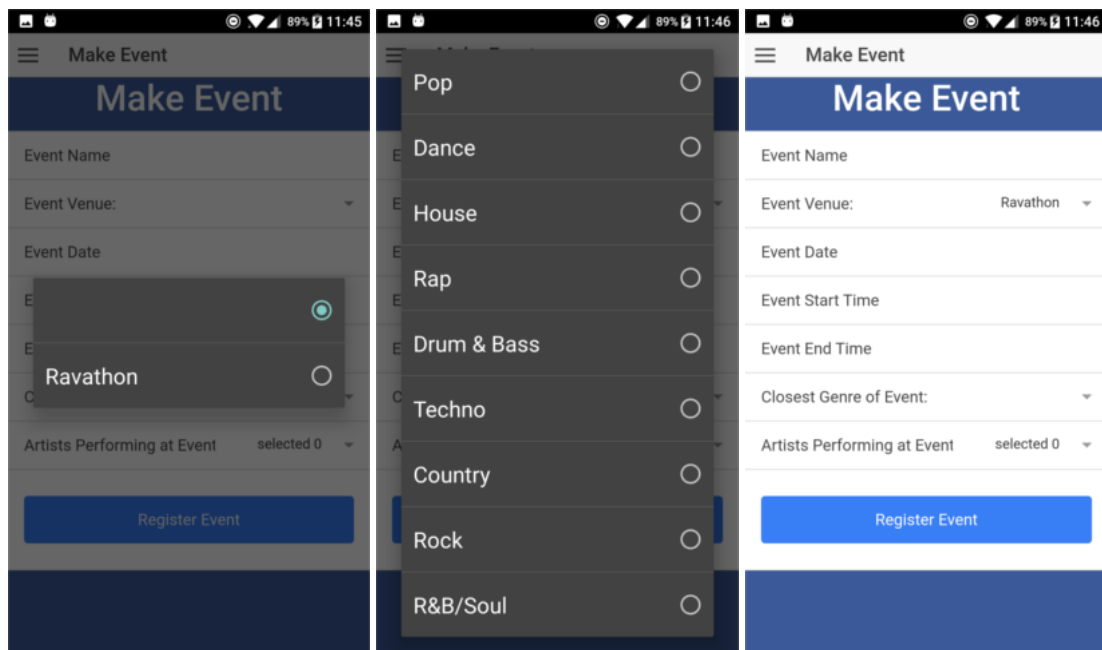 89% 11:45
Make Event
Make Event
Event Name
Event Venue:
Event Date
E
E
Ravathon
C
Artists Performing at Event selected 0
Register Event
89% 11:46
Pop
Dance
House
Rap
Drum & Bass
Techno
Country
Rock
R&B/Soul
E
E
E
E
E
C
A
89% 11:46
Make Event
Make Event
Event Name
Event Venue: Ravathon
Event Date
Event Start Time
Event End Time
Closest Genre of Event:
Artists Performing at Event selected 0
Register Event